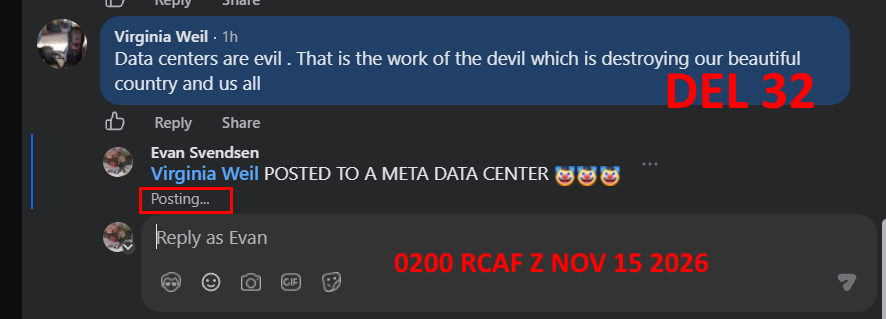 Reply Share
Virginia Weil · 1h
Data centers are evil . That is the work of the devil which is destroying our beautiful
country and us all
DEL 32
Reply Share
Evan Svendsen
Virginia Weil POSTED TO A META DATA CENTER 🤡🤡🤡
Posting...
Reply as Evan
GIF
0200 RCAF Z NOV 15 2026